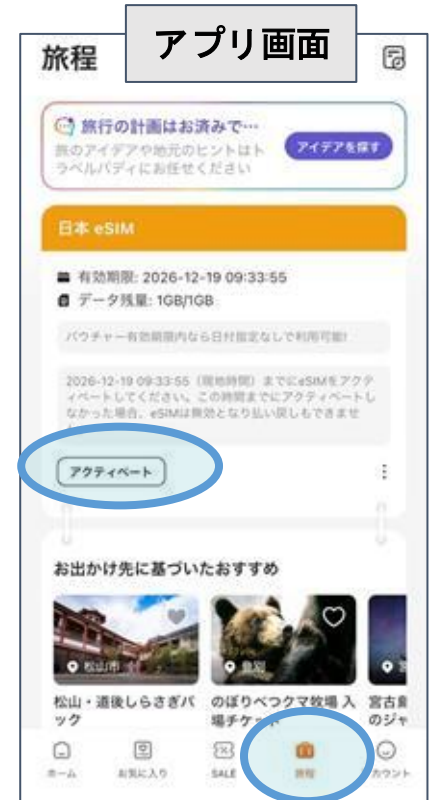 アプリ画面
旅程
旅行の計画はお済みで…
旅のアイデアや地元のヒントはト
ラベルバディにお任せください
アイデアを探す
日本 eSIM
有効期限: 2026-12-19 09:33:55
データ残量: 1GB/1GB
バウチャー有効期限内なら日付指定なしで利用可能!
2026-12-19 09:33:55（現地時間）までにeSIMをアクテ
ィベートしてください。この時間までにアクティベートし
なかった場合、eSIMは無効となり払い戻しもできませ
アクティベート
お出かけ先に基づいたおすすめ
松山市
登別
松山・道後しらさぎパ
ック
のぼりべつクマ牧場 入
場チケット
宮古島
のジャ
ホーム
お気に入り
SALE
旅程
アカウント